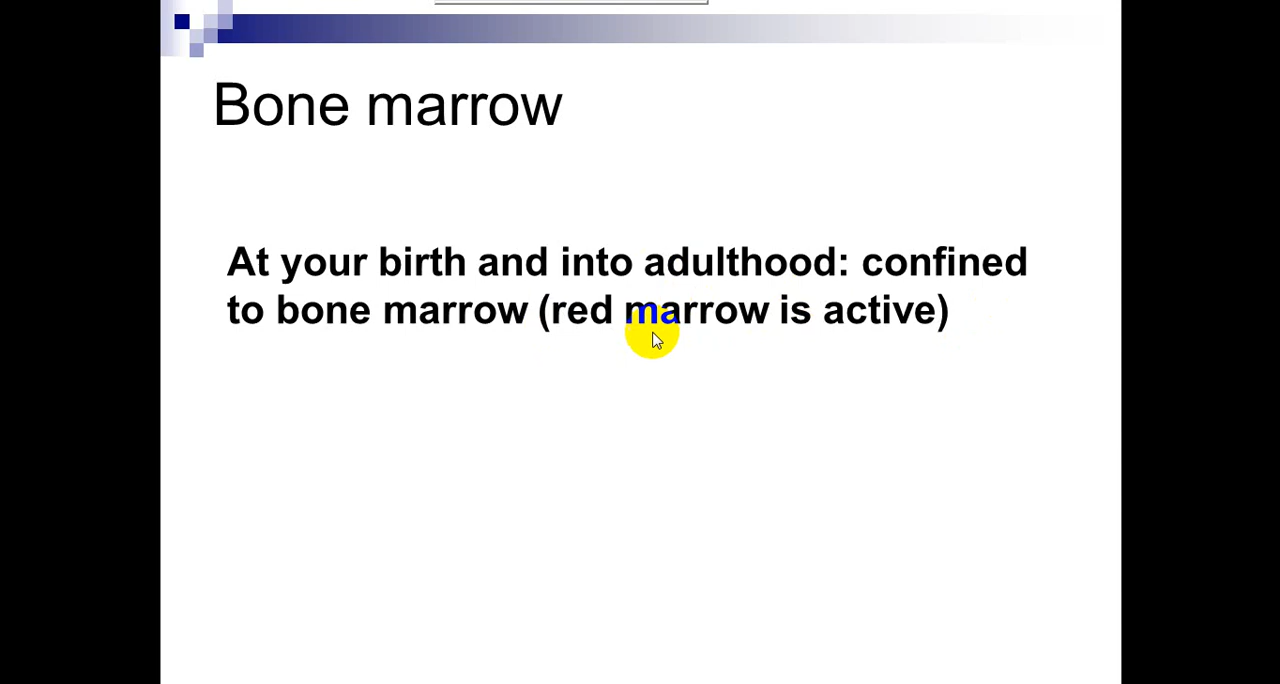 Bone marrow
At your birth and into adulthood: confined
to bone marrow (red marrow is active)